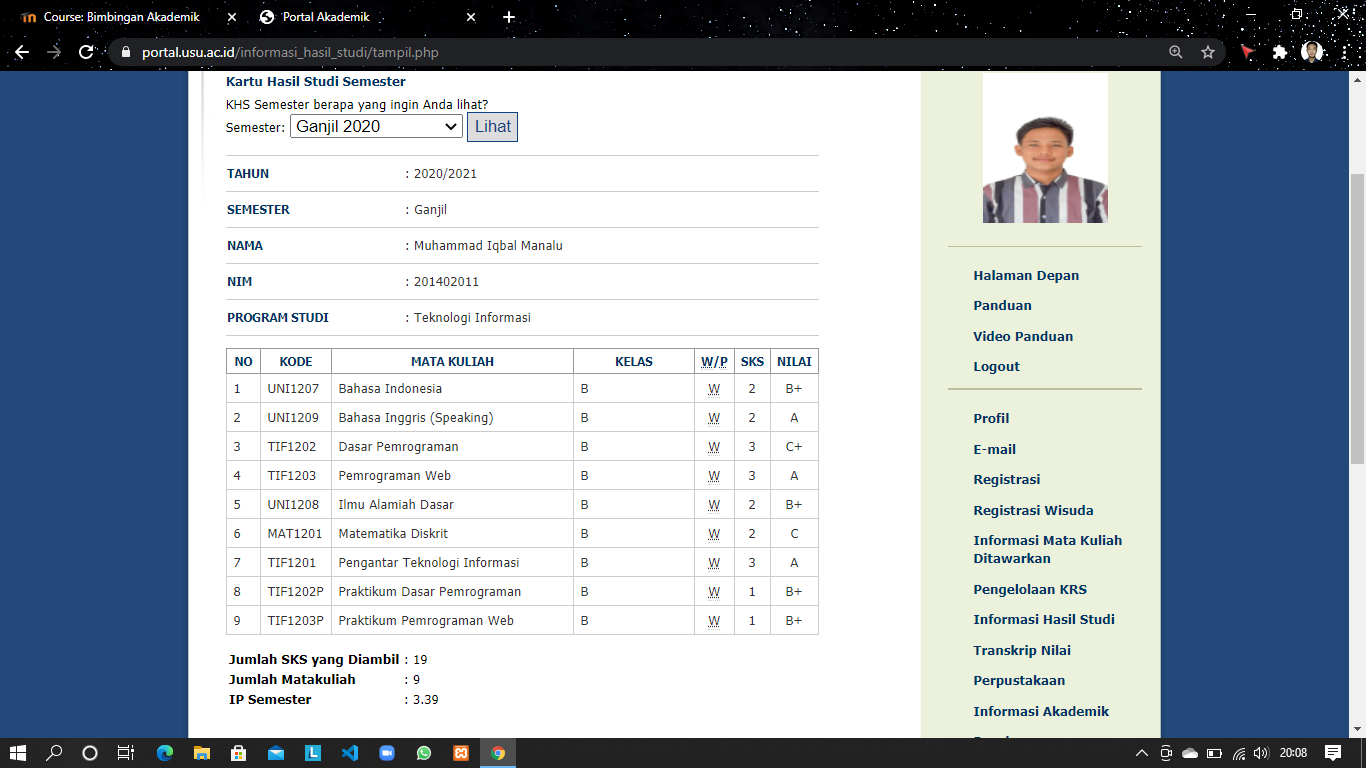 Course: Bimbingan Akademik
Portal Akademik
portal.usu.ac.id/informasi_hasil_studi/tampil.php
Kartu Hasil Studi Semester
KHS Semester berapa yang ingin Anda lihat?
Semester: Ganjil 2020 Lihat
TAHUN : 2020/2021
SEMESTER : Ganjil
NAMA : Muhammad Iqbal Manalu
NIM : 201402011
PROGRAM STUDI : Teknologi Informasi
NO KODE MATA KULIAH KELAS W/P SKS NILAI
1 UNI1207 Bahasa Indonesia B W 2 B+
2 UNI1209 Bahasa Inggris (Speaking) B W 2 A
3 TIF1202 Dasar Pemrograman B W 3 C+
4 TIF1203 Pemrograman Web B W 3 A
5 UNI1208 Ilmu Alamiah Dasar B W 2 B+
6 MAT1201 Matematika Diskrit B W 2 C
7 TIF1201 Pengantar Teknologi Informasi B W 3 A
8 TIF1202P Praktikum Dasar Pemrograman B W 1 B+
9 TIF1203P Praktikum Pemrograman Web B W 1 B+
Jumlah SKS yang Diambil : 19
Jumlah Matakuliah : 9
IP Semester : 3.39
Halaman Depan
Panduan
Video Panduan
Logout
Profil
E-mail
Registrasi
Registrasi Wisuda
Informasi Mata Kuliah
Ditawarkan
Pengelolaan KRS
Informasi Hasil Studi
Transkrip Nilai
Perpustakaan
Informasi Akademik
20:08